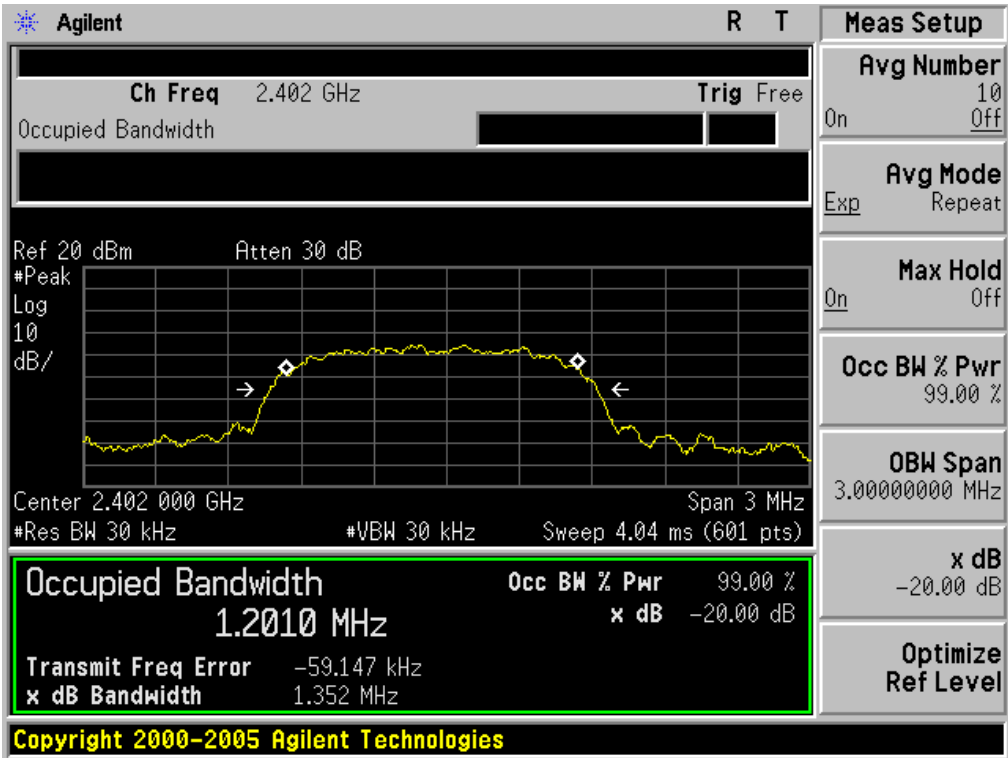 Agilent R T
Ch Freq 2.402 GHz Trig Free
Occupied Bandwidth
Ref 20 dBm Atten 30 dB
#Peak
Log
10
dB/
Center 2.402 000 GHz Span 3 MHz
#Res BW 30 kHz #VBW 30 kHz Sweep 4.04 ms (601 pts)
Occupied Bandwidth Occ BW % Pwr 99.00 %
1.2010 MHz x dB -20.00 dB
Transmit Freq Error -59.147 kHz
x dB Bandwidth 1.352 MHz
Copyright 2000-2005 Agilent Technologies
Meas Setup
Avg Number
10
On Off
Avg Mode
Exp Repeat
Max Hold
On Off
Occ BW % Pwr
99.00 %
OBW Span
3.00000000 MHz
x dB
-20.00 dB
Optimize
Ref Level